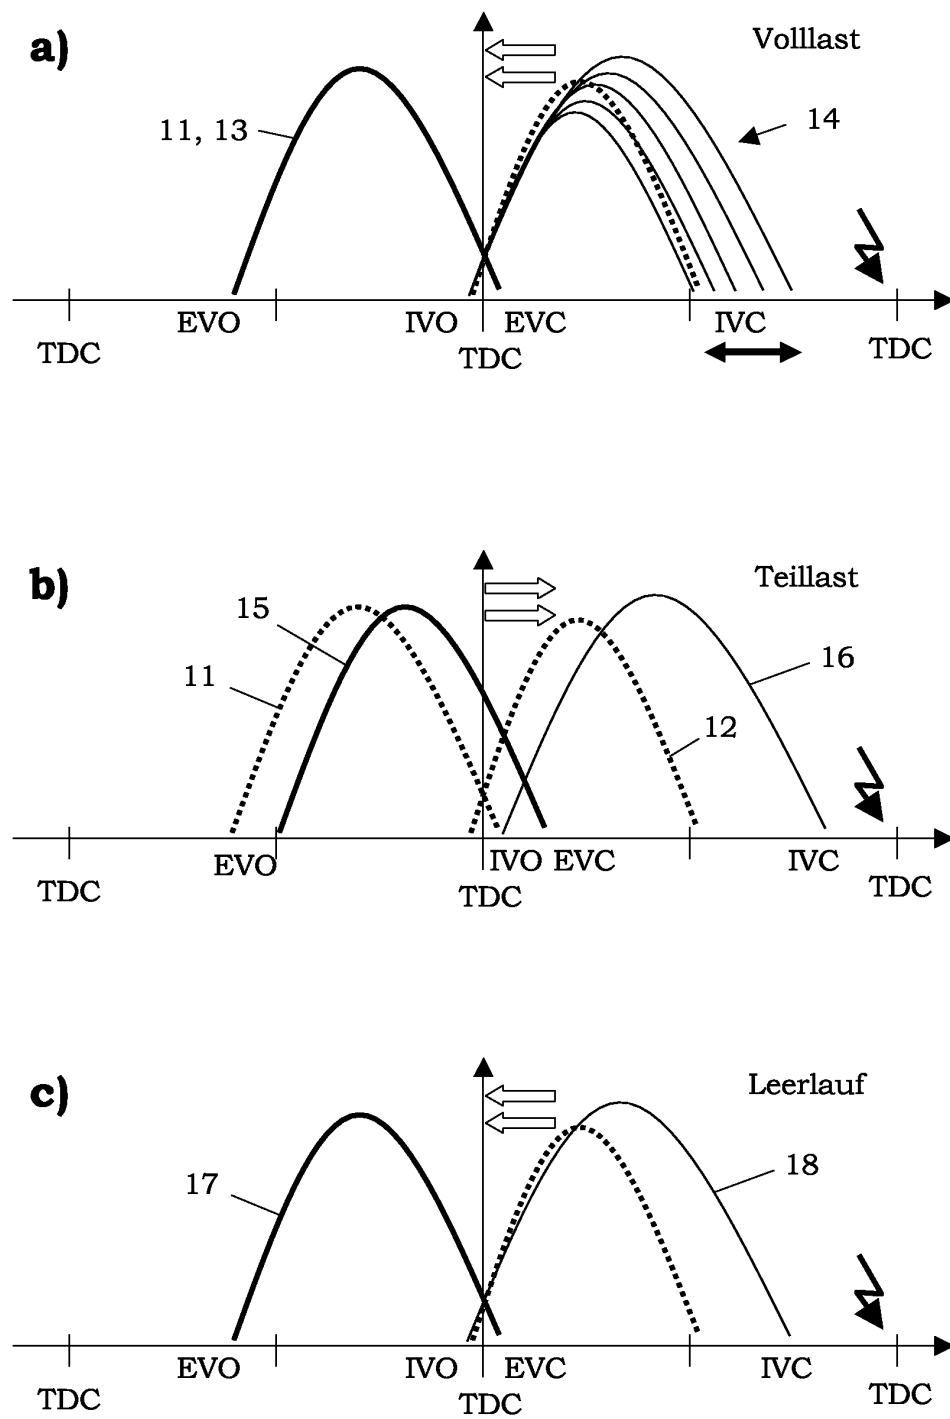 a)
Volllast
11, 13
14
EVO IVO EVC IVC
TDC TDC TDC
b)
Teillast
15
11
16
12
EVO IVO EVC IVC
TDC TDC TDC
c)
Leerlauf
17
18
EVO IVO EVC IVC
TDC TDC TDC